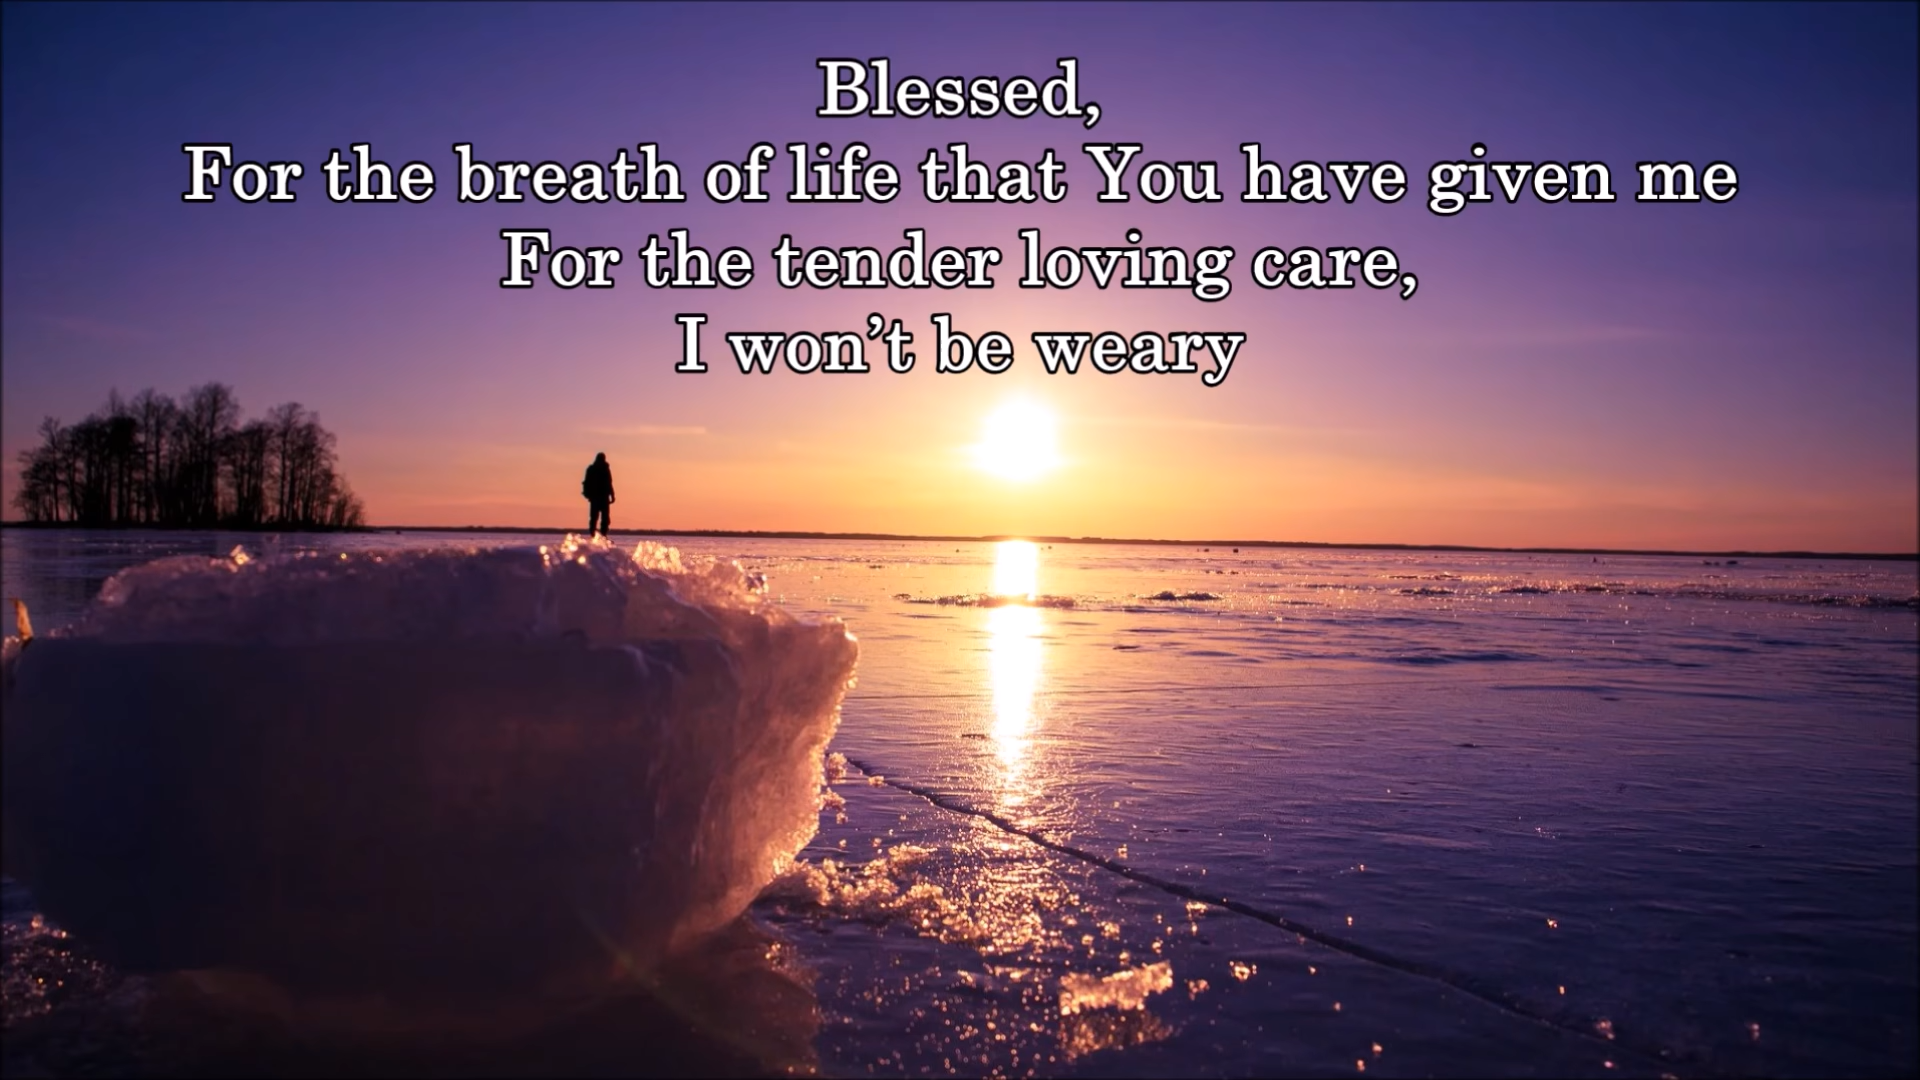 Blessed,
For the breath of life that You have given me
For the tender loving care,
I won’t be weary